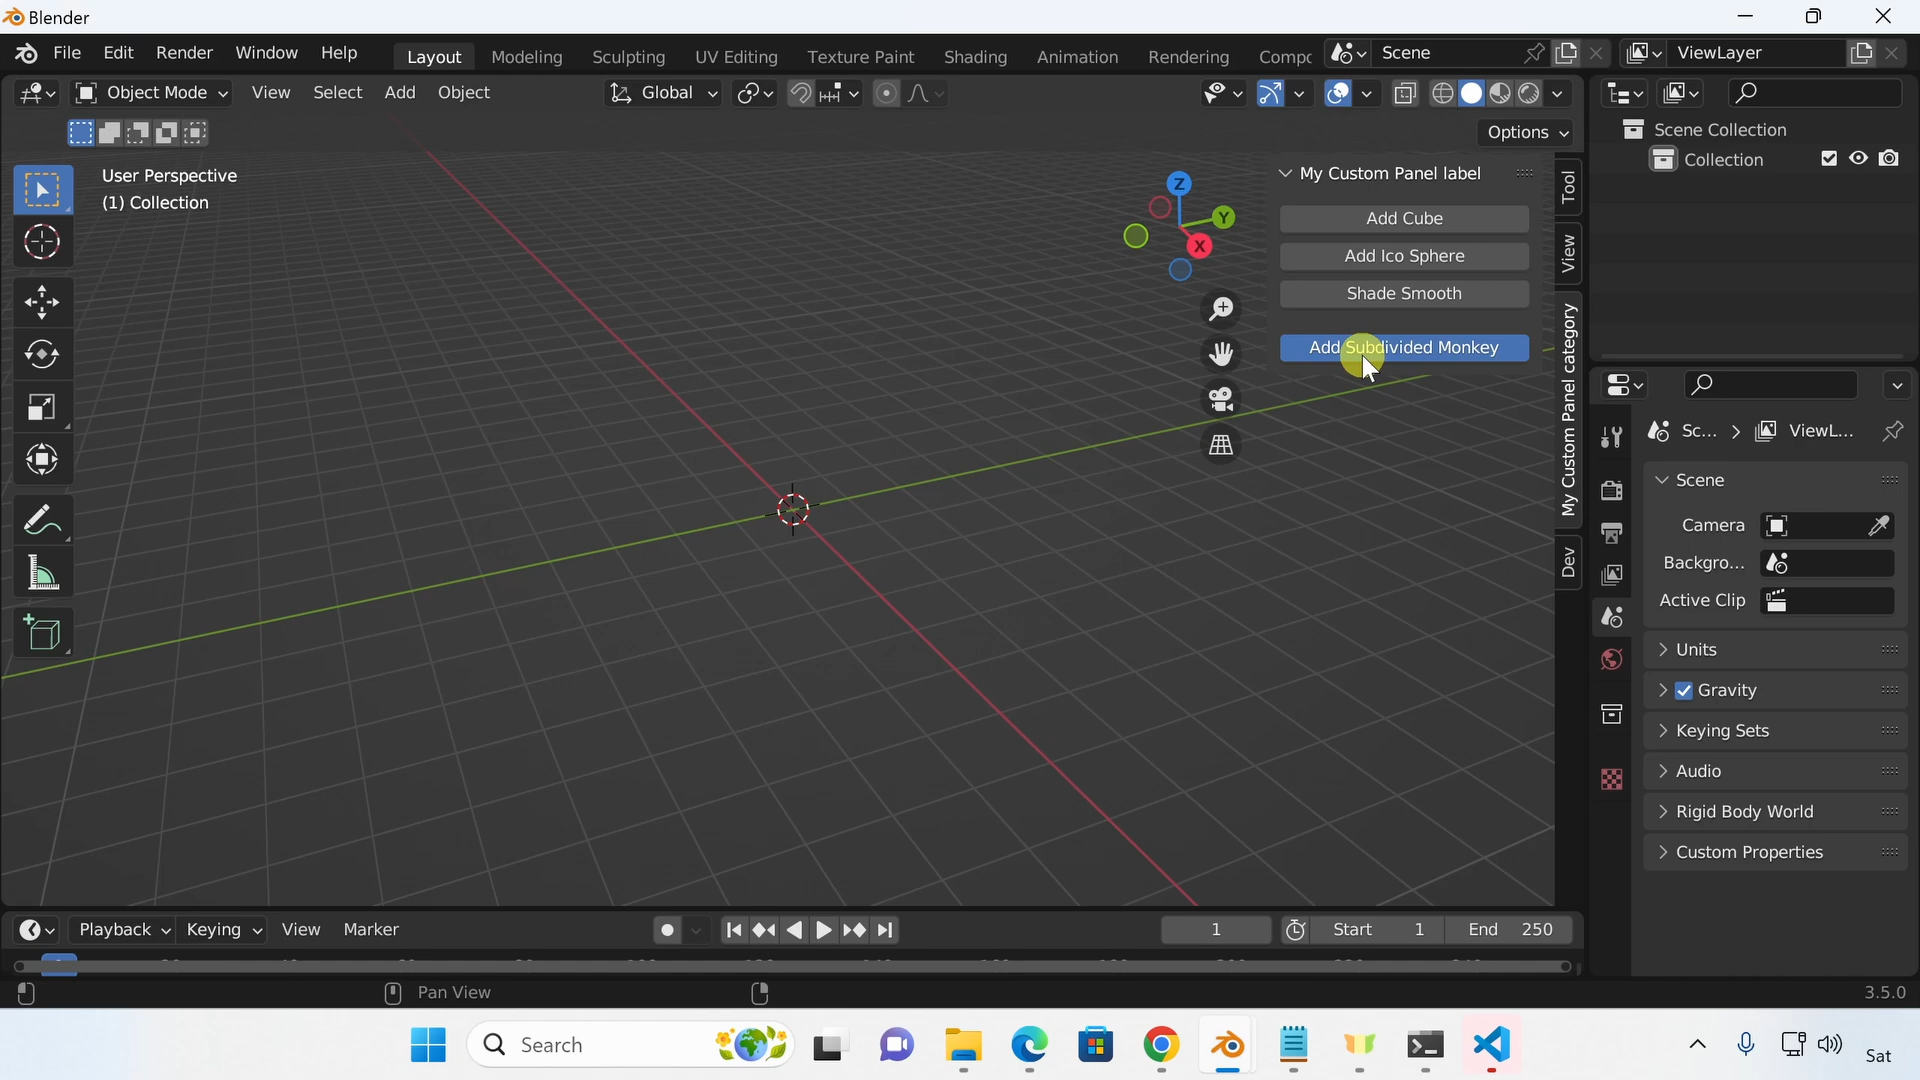 Blender
File Edit Render Window Help Layout Modeling Sculpting UV Editing Texture Paint Shading Animation Rendering Compc Scene ViewLayer
Object Mode View Select Add Object Global
Options
User Perspective
(1) Collection
Z
Y
X
My Custom Panel label
Add Cube
Add Ico Sphere
Shade Smooth
Add Subdivided Monkey
Tool
View
My Custom Panel category
Dev
Scene Collection
Collection
Sc... ViewL...
Scene
Camera
Backgro...
Active Clip
Units
Gravity
Keying Sets
Audio
Rigid Body World
Custom Properties
Playback Keying View Marker 1 Start 1 End 250
Pan View 3.5.0
Search Sat